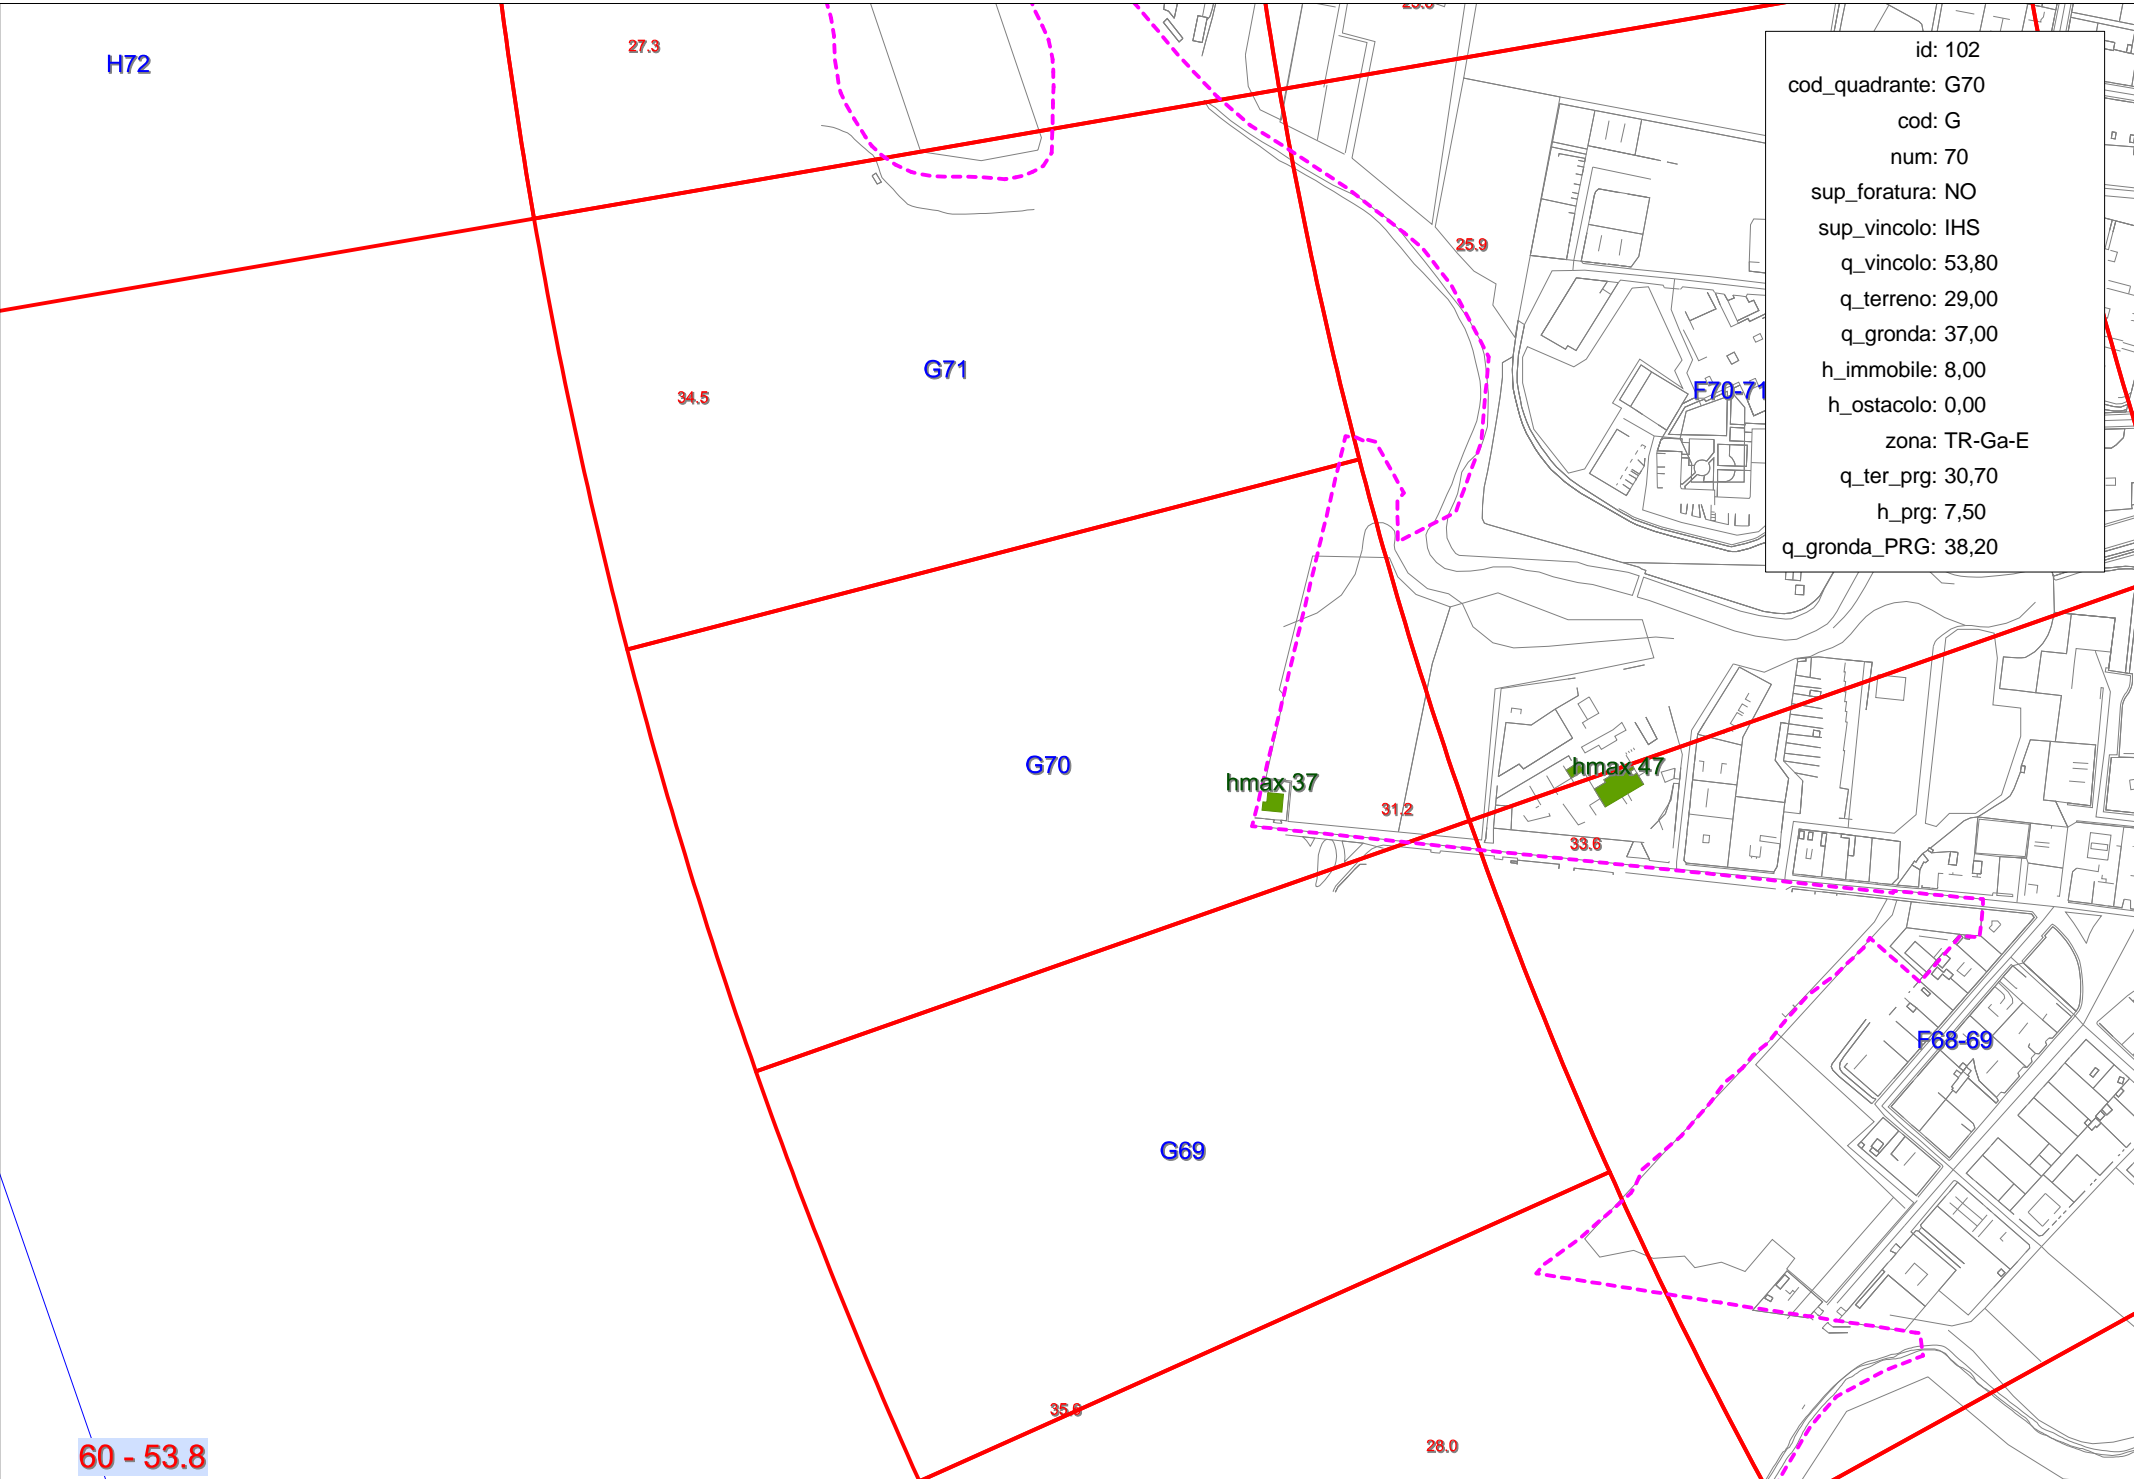 H72
27.3
id: 102
cod_quadrante: G70
cod: G
num: 70
sup_foratura: NO
sup_vincolo: IHS
q_vincolo: 53,80
q_terreno: 29,00
q_gronda: 37,00
h_immobile: 8,00
h_ostacolo: 0,00
zona: TR-Ga-E
q_ter_prg: 30,70
h_prg: 7,50
q_gronda_PRG: 38,20
25.9
G71
34.5
F70-71
G70
hmax 37
hmax 47
31.2
33.6
F68-69
G69
28.0
60 - 53.8